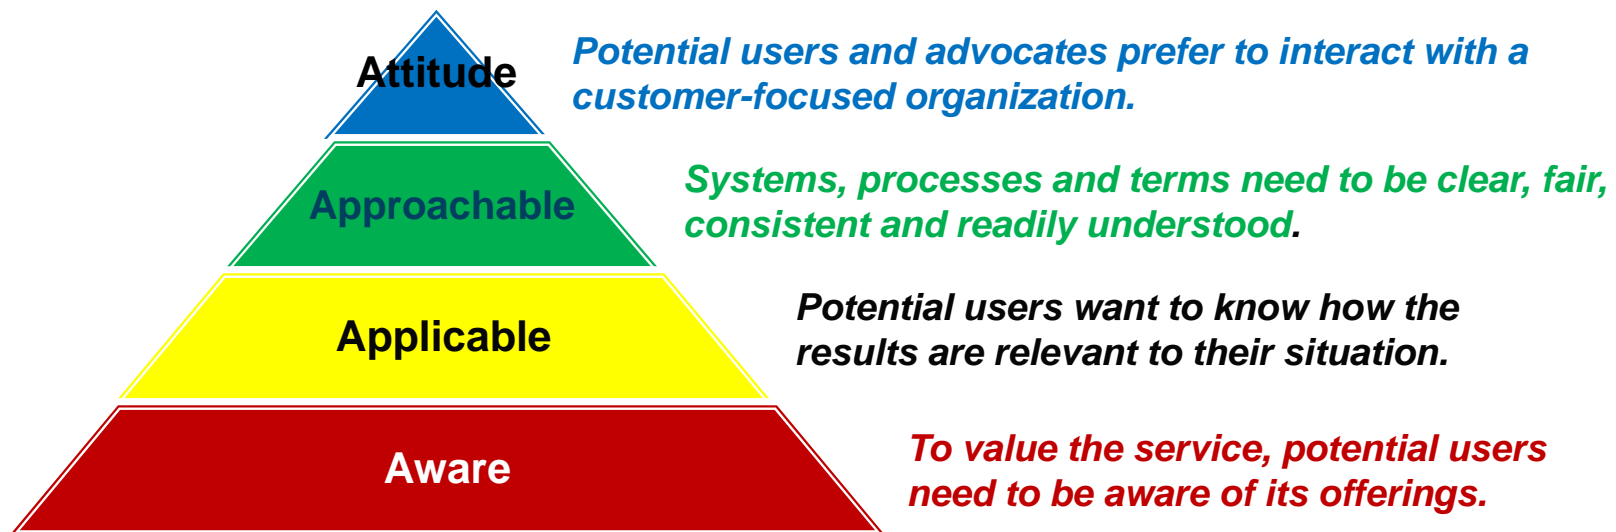 Attitude
Potential users and advocates prefer to interact with a
customer-focused organization.
Approachable
Systems, processes and terms need to be clear, fair,
consistent and readily understood.
Applicable
Potential users want to know how the
results are relevant to their situation.
Aware
To value the service, potential users
need to be aware of its offerings.